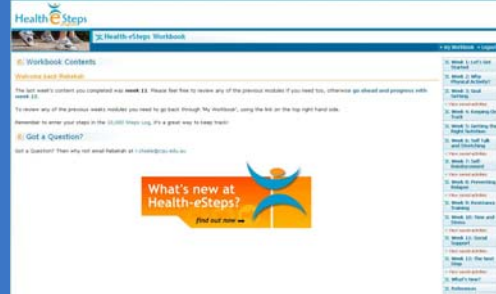 Health eSteps
Health-eSteps Workbook
my Workbook
Logout
Workbook Contents
Welcome back Rebekah
The last week's content you completed was week 11. Please feel free to review any of the previous modules if you need too, otherwise go ahead and progress with
week 12.
To review any of the previous weeks modules you need to go back through 'My Workbook', using the link on the top right hand side.
Remember to enter your steps in the 10,000 Steps Log, it's a great way to keep track!
Got a Question?
Got a Question? Then why not email Rebekah at
What's new at
Health-eSteps?
find out now
Week 1: Let's Get
Started
Week 2: Why
Physical Activity?
Week 3: Goal
Setting
Week 4: Keeping On
Track
Week 5: Getting the
Right Nutrition
Week 6: Self Talk
and Stretching
Week 7: Self
Reinforcement
Week 8: Preventing
Relapse
Week 9: Resistance
Training
Week 10: Time and
Stress
Week 11: Social
Support
Week 12: The Next
Step
What's New?
References